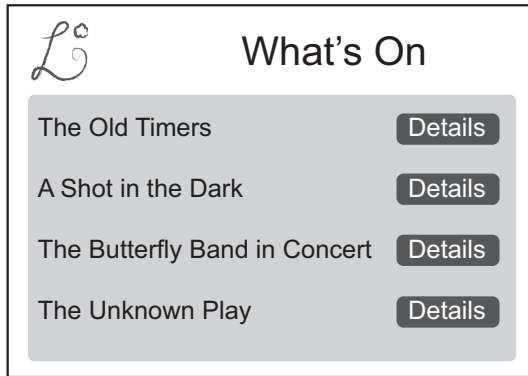 What's On
The Old Timers Details
A Shot in the Dark Details
The Butterfly Band in Concert Details
The Unknown Play Details